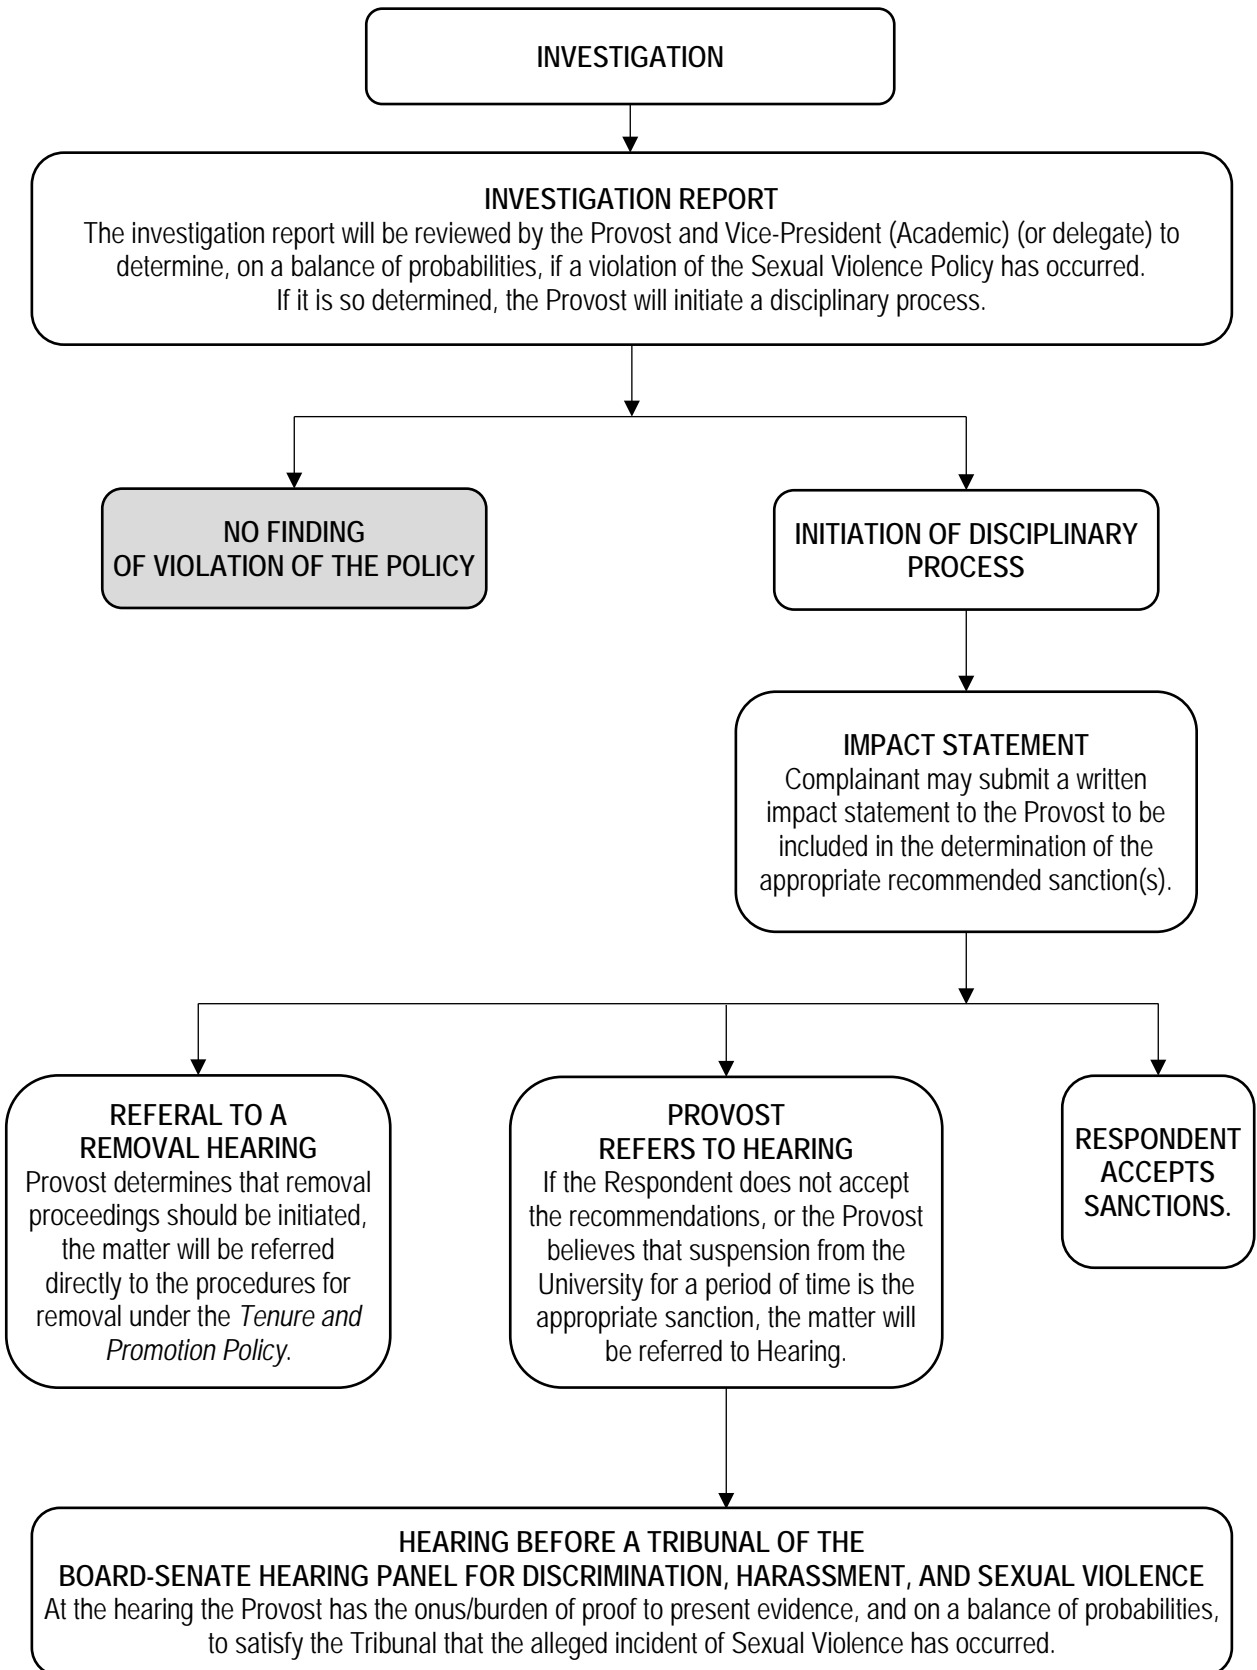 INVESTIGATION
INVESTIGATION REPORT
The investigation report will be reviewed by the Provost and Vice-President (Academic) (or delegate) to
determine, on a balance of probabilities, if a violation of the Sexual Violence Policy has occurred.
If it is so determined, the Provost will initiate a disciplinary process.
NO FINDING
OF VIOLATION OF THE POLICY
INITIATION OF DISCIPLINARY
PROCESS
IMPACT STATEMENT
Complainant may submit a written
impact statement to the Provost to be
included in the determination of the
appropriate recommended sanction(s).
REFERAL TO A
REMOVAL HEARING
Provost determines that removal
proceedings should be initiated,
the matter will be referred
directly to the procedures for
removal under the Tenure and
Promotion Policy.
PROVOST
REFERS TO HEARING
If the Respondent does not accept
the recommendations, or the Provost
believes that suspension from the
University for a period of time is the
appropriate sanction, the matter will
be referred to Hearing.
RESPONDENT
ACCEPTS
SANCTIONS.
HEARING BEFORE A TRIBUNAL OF THE
BOARD-SENATE HEARING PANEL FOR DISCRIMINATION, HARASSMENT, AND SEXUAL VIOLENCE
At the hearing the Provost has the onus/burden of proof to present evidence, and on a balance of probabilities,
to satisfy the Tribunal that the alleged incident of Sexual Violence has occurred.